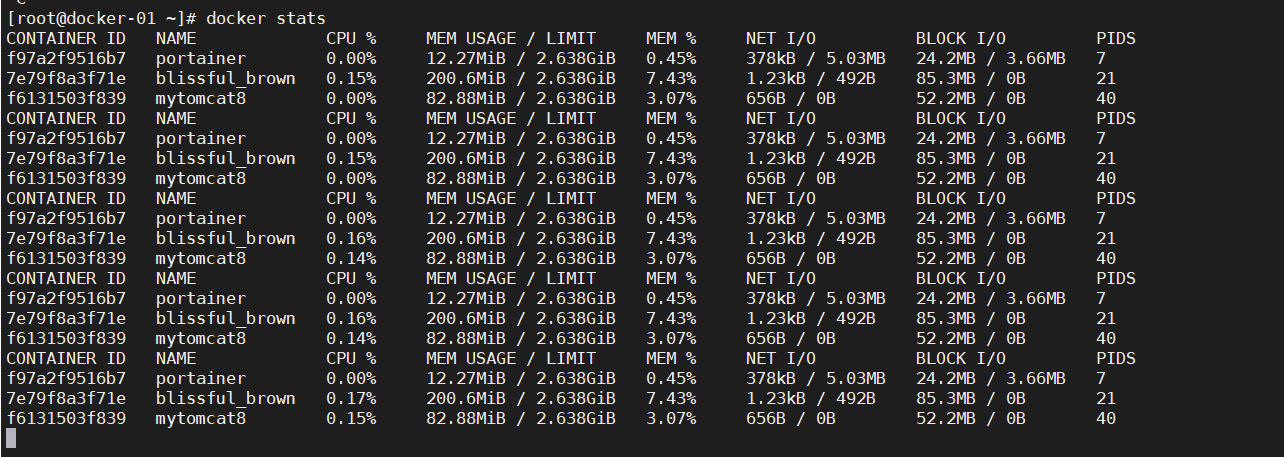 [root@docker-01 ~]# docker stats
CONTAINER ID   NAME             CPU %     MEM USAGE / LIMIT     MEM %     NET I/O          BLOCK I/O         PIDS
f97a2f9516b7   portainer        0.00%     12.27MiB / 2.638GiB   0.45%     378kB / 5.03MB   24.2MB / 3.66MB   7
7e79f8a3f71e   blissful_brown   0.15%     200.6MiB / 2.638GiB   7.43%     1.23kB / 492B    85.3MB / 0B       21
f6131503f839   mytomcat8        0.00%     82.88MiB / 2.638GiB   3.07%     656B / 0B        52.2MB / 0B       40
CONTAINER ID   NAME             CPU %     MEM USAGE / LIMIT     MEM %     NET I/O          BLOCK I/O         PIDS
f97a2f9516b7   portainer        0.00%     12.27MiB / 2.638GiB   0.45%     378kB / 5.03MB   24.2MB / 3.66MB   7
7e79f8a3f71e   blissful_brown   0.15%     200.6MiB / 2.638GiB   7.43%     1.23kB / 492B    85.3MB / 0B       21
f6131503f839   mytomcat8        0.00%     82.88MiB / 2.638GiB   3.07%     656B / 0B        52.2MB / 0B       40
CONTAINER ID   NAME             CPU %     MEM USAGE / LIMIT     MEM %     NET I/O          BLOCK I/O         PIDS
f97a2f9516b7   portainer        0.00%     12.27MiB / 2.638GiB   0.45%     378kB / 5.03MB   24.2MB / 3.66MB   7
7e79f8a3f71e   blissful_brown   0.16%     200.6MiB / 2.638GiB   7.43%     1.23kB / 492B    85.3MB / 0B       21
f6131503f839   mytomcat8        0.14%     82.88MiB / 2.638GiB   3.07%     656B / 0B        52.2MB / 0B       40
CONTAINER ID   NAME             CPU %     MEM USAGE / LIMIT     MEM %     NET I/O          BLOCK I/O         PIDS
f97a2f9516b7   portainer        0.00%     12.27MiB / 2.638GiB   0.45%     378kB / 5.03MB   24.2MB / 3.66MB   7
7e79f8a3f71e   blissful_brown   0.16%     200.6MiB / 2.638GiB   7.43%     1.23kB / 492B    85.3MB / 0B       21
f6131503f839   mytomcat8        0.14%     82.88MiB / 2.638GiB   3.07%     656B / 0B        52.2MB / 0B       40
CONTAINER ID   NAME             CPU %     MEM USAGE / LIMIT     MEM %     NET I/O          BLOCK I/O         PIDS
f97a2f9516b7   portainer        0.00%     12.27MiB / 2.638GiB   0.45%     378kB / 5.03MB   24.2MB / 3.66MB   7
7e79f8a3f71e   blissful_brown   0.17%     200.6MiB / 2.638GiB   7.43%     1.23kB / 492B    85.3MB / 0B       21
f6131503f839   mytomcat8        0.15%     82.88MiB / 2.638GiB   3.07%     656B / 0B        52.2MB / 0B       40